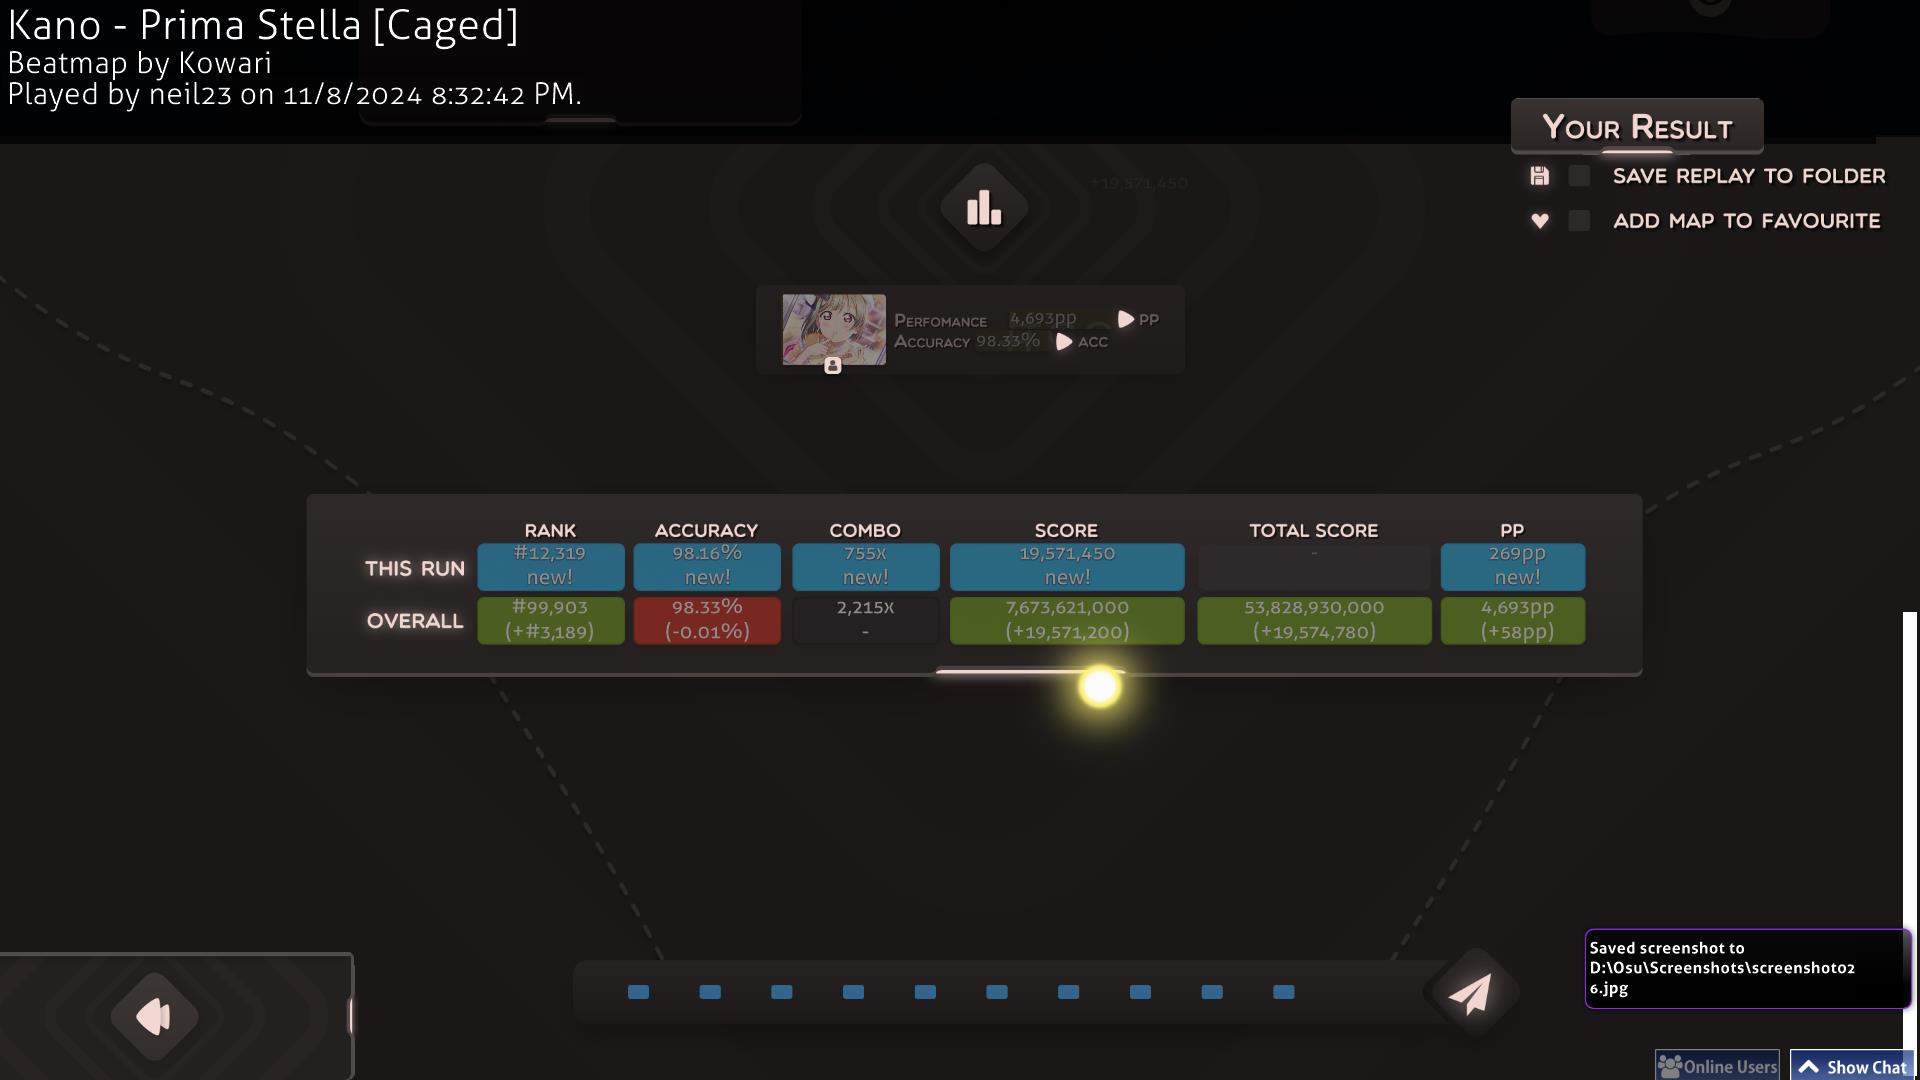 Kano - Prima Stella [Caged]
Beatmap by Kowari
Played by neil23 on 11/8/2024 8:32:42 PM.
Your Result
SAVE REPLAY TO FOLDER
ADD MAP TO FAVOURITE
+19,571,450
Perfomance 4,693pp PP
Accuracy 98.33% ACC
RANK ACCURACY COMBO SCORE TOTAL SCORE PP
THIS RUN
#12,319 98.16% 755x 19,571,450 - 269pp
new! new! new! new! new!
OVERALL
#99,903 98.33% 2,215x 7,673,621,000 53,828,930,000 4,693pp
(+#3,189) (-0.01%) - (+19,571,200) (+19,574,780) (+58pp)
Saved screenshot to
D:\Osu\Screenshots\screenshot02
6.jpg
Online Users
Show Chat